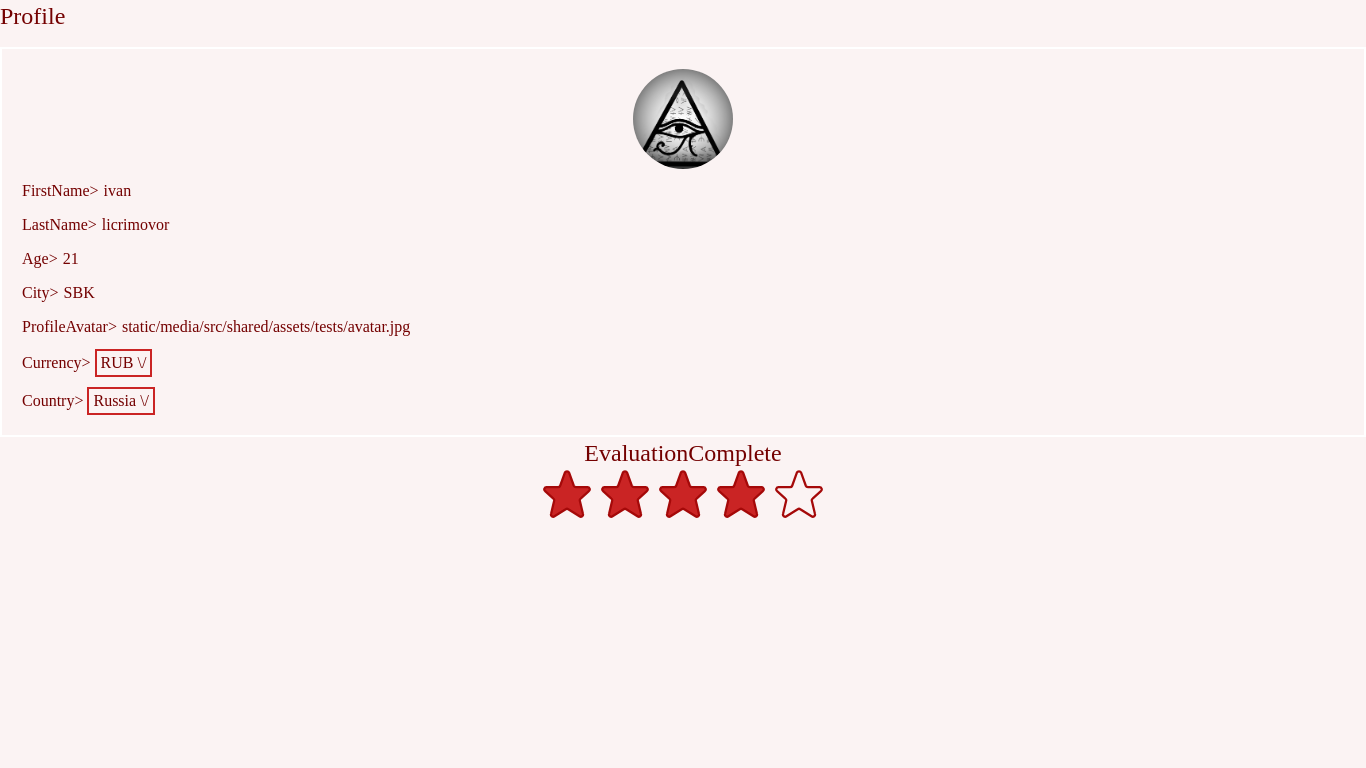 Profile
FirstName> ivan
LastName> licrimovor
Age> 21
City> SBK
ProfileAvatar> static/media/src/shared/assets/tests/avatar.jpg
Currency> RUB \/
Country> Russia \/
EvaluationComplete